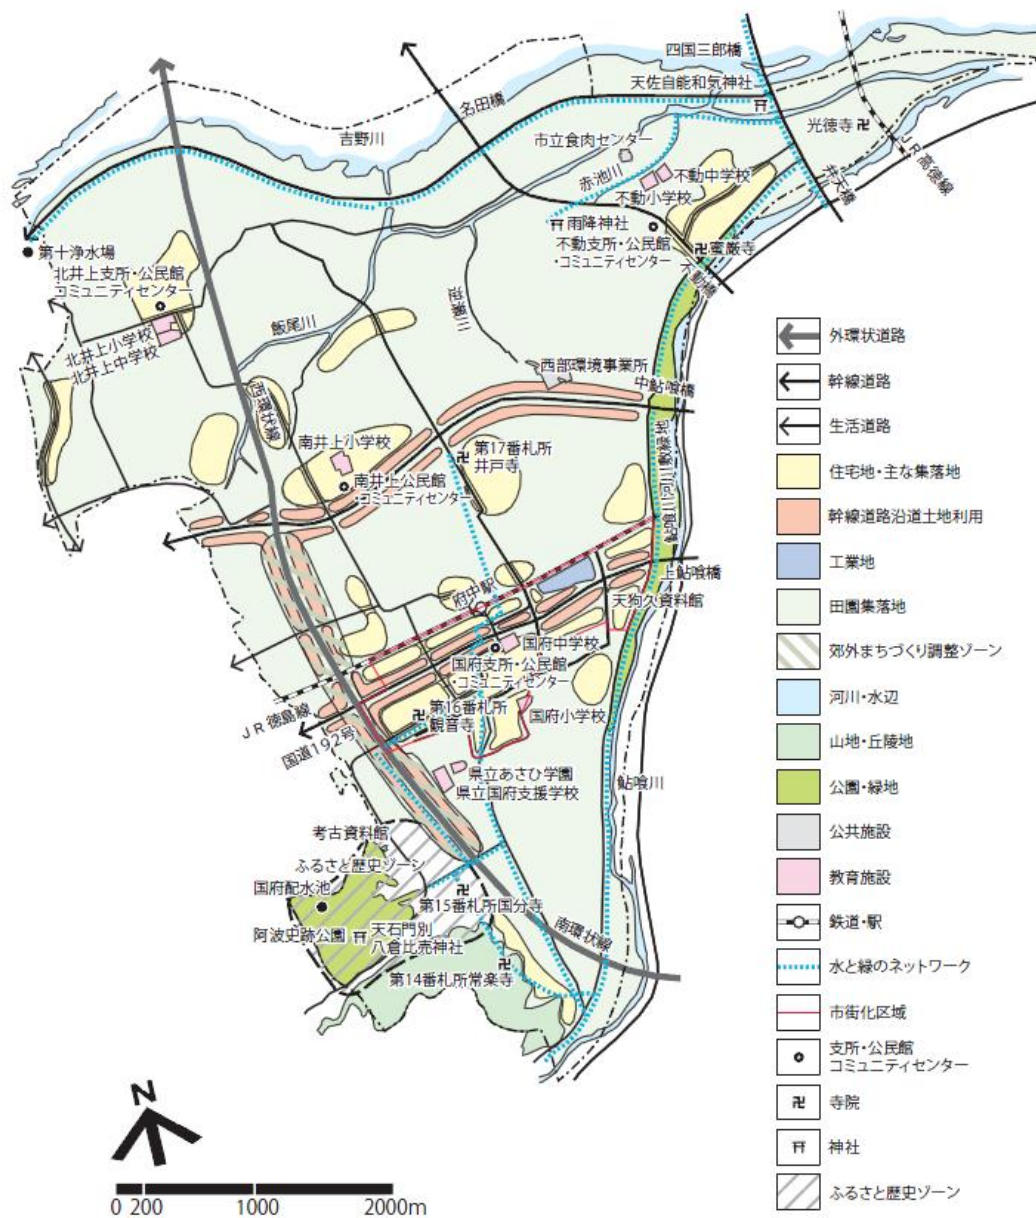 四国三郎橋
天佐自能和気神社
名田橋
光徳寺
吉野川
市立食肉センター
JR高徳線
赤池川
不動中学校
弁天橋
不動小学校
雨降神社
不動支所・公民館
・コミュニティセンター
蜜厳寺
不動橋
第十浄水場
北井上支所・公民館
コミュニティセンター
飯尾川
北井上小学校
北井上中学校
西部環境事業所
中鮎喰橋
西環状線
南井上小学校
第17番札所
井戸寺
南井上公民館
・コミュニティセンター
鮎喰川河川敷緑地
府中駅
上鮎喰橋
天狗久資料館
国府中学校
国府支所・公民館
・コミュニティセンター
JR徳島線
第16番札所
観音寺
国府小学校
国道192号
県立あさひ学園
県立国府支援学校
鮎喰川
考古資料館
ふるさと歴史ゾーン
国府配水池
第15番札所国分寺
阿波史跡公園
天石門別
八倉比売神社
南環状線
第14番札所常楽寺
外環状道路
幹線道路
生活道路
住宅地・主な集落地
幹線道路沿道土地利用
工業地
田園集落地
郊外まちづくり調整ゾーン
河川・水辺
山地・丘陵地
公園・緑地
公共施設
教育施設
鉄道・駅
水と緑のネットワーク
市街化区域
支所・公民館
コミュニティセンター
寺院
神社
ふるさと歴史ゾーン
N
0 200 1000 2000m